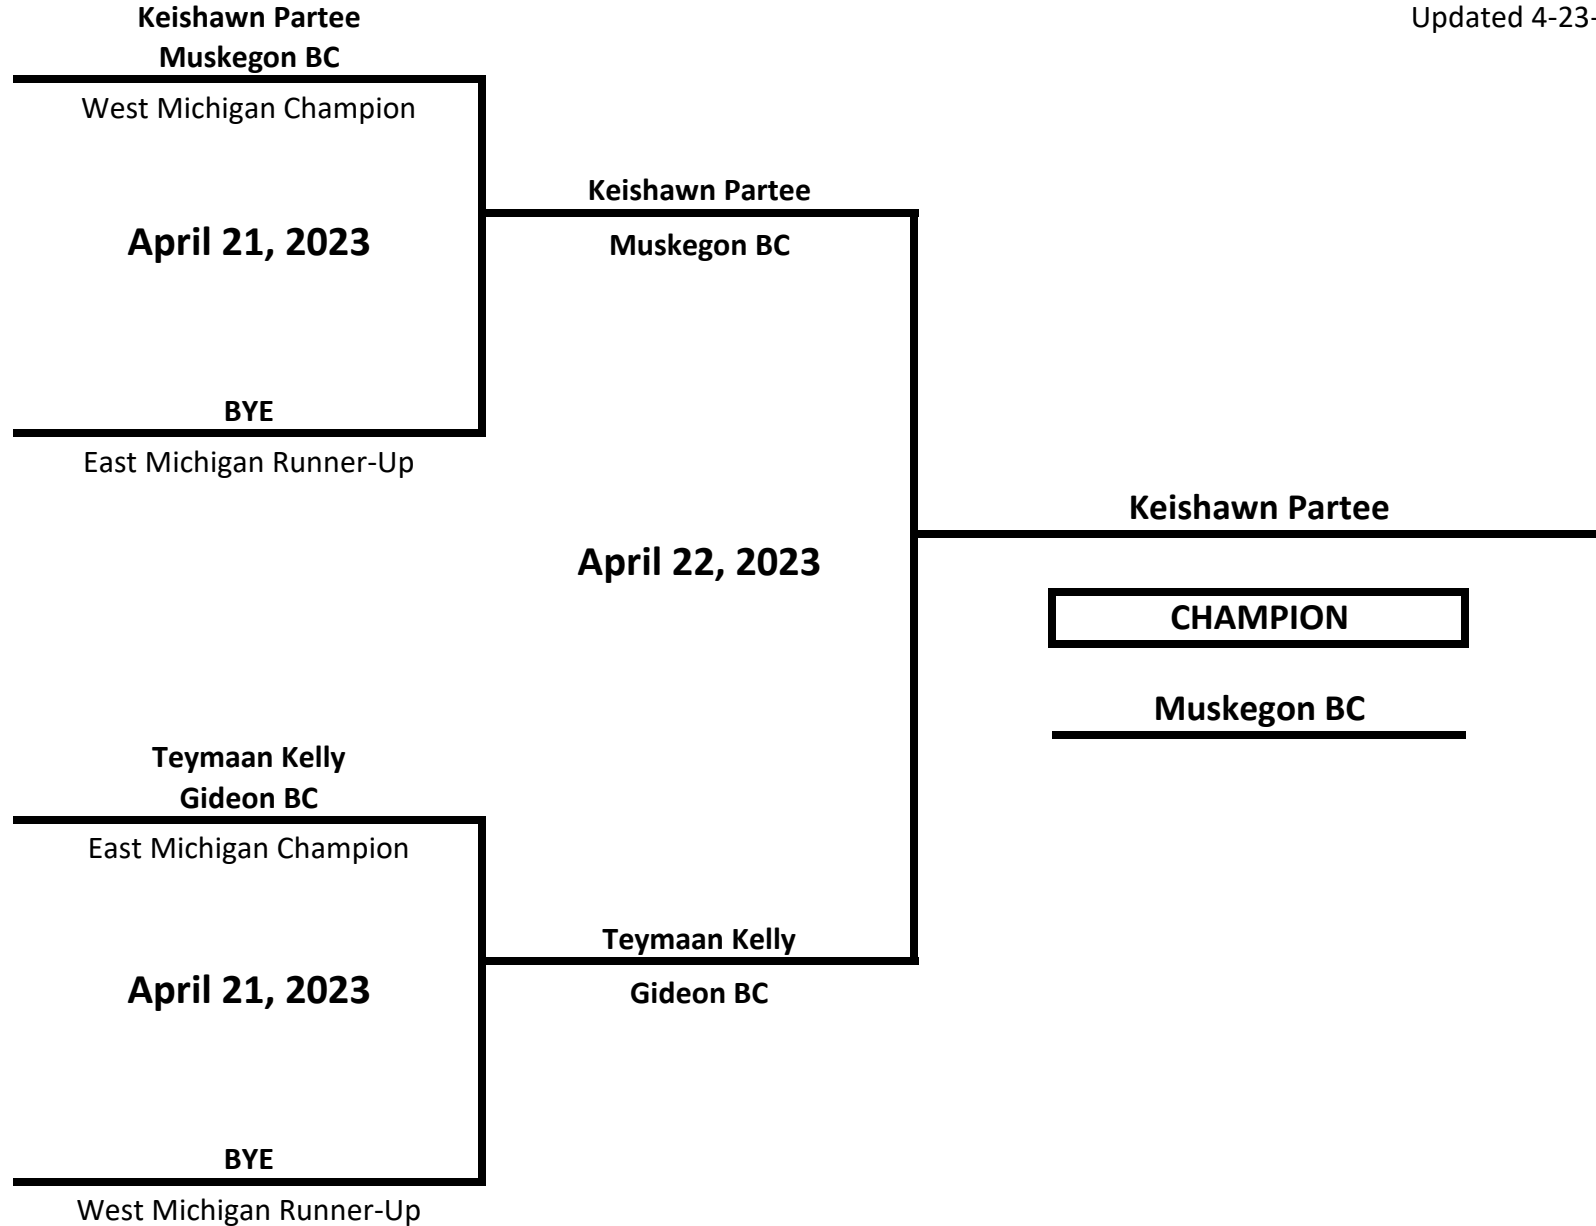 Keishawn Partee
Updated 4-23-
Muskegon BC
West Michigan Champion
Keishawn Partee
April 21, 2023
Muskegon BC
BYE
East Michigan Runner-Up
Keishawn Partee
April 22, 2023
CHAMPION
Muskegon BC
Teymaan Kelly
Gideon BC
East Michigan Champion
Teymaan Kelly
April 21, 2023
Gideon BC
BYE
West Michigan Runner-Up